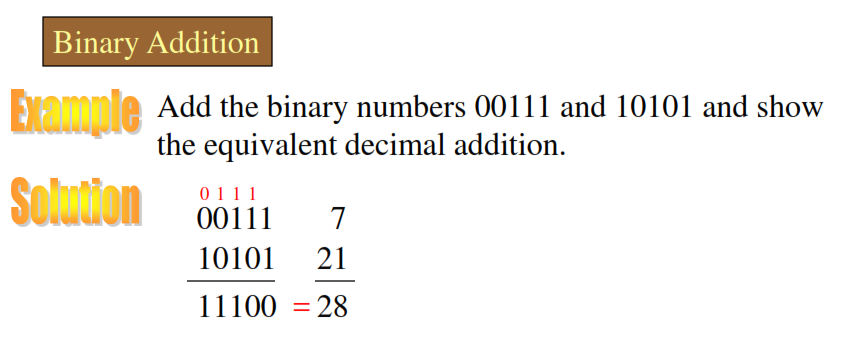 Binary Addition
Example Add the binary numbers 00111 and 10101 and show
the equivalent decimal addition.
Solution
0 1 1 1
00111 7
10101 21
11100 = 28